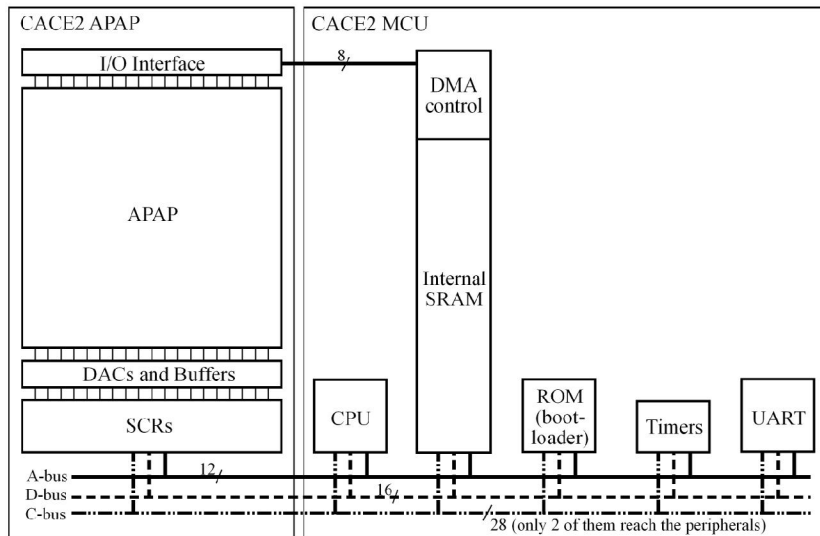 CACE2 APAP
CACE2 MCU
I/O Interface
8
DMA
control
APAP
Internal
SRAM
DACs and Buffers
SCRs
CPU
ROM
(boot-
loader)
Timers
UART
A-bus
12
D-bus
16
C-bus
28 (only 2 of them reach the peripherals)